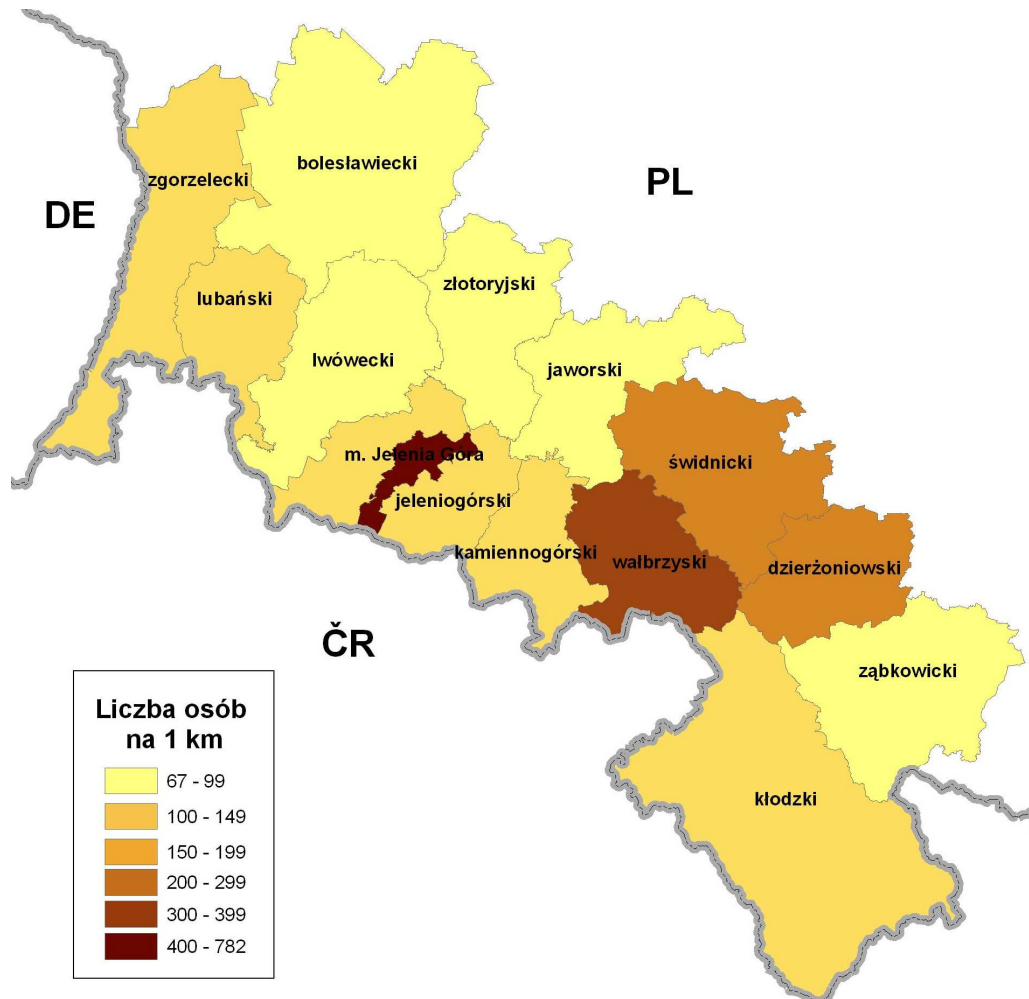 bolesławiecki
zgorzelecki
PL
DE
złotoryjski
lubański
lwówecki
jaworski
m. Jelenia Góra
świdnicki
jeleniogórski
kamiennogórski
wałbrzyski
dzierżoniowski
ČR
ząbkowicki
kłodzki
Liczba osób
na 1 km
67 - 99
100 - 149
150 - 199
200 - 299
300 - 399
400 - 782